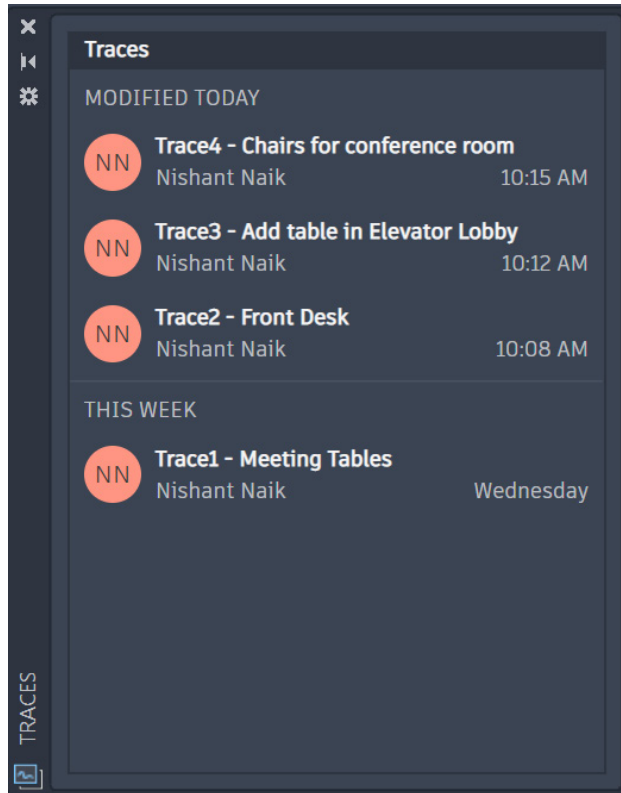 Traces
MODIFIED TODAY
NN
Trace4 - Chairs for conference room
Nishant Naik 10:15 AM
NN
Trace3 - Add table in Elevator Lobby
Nishant Naik 10:12 AM
NN
Trace2 - Front Desk
Nishant Naik 10:08 AM
THIS WEEK
NN
Trace1 - Meeting Tables
Nishant Naik Wednesday
TRACES